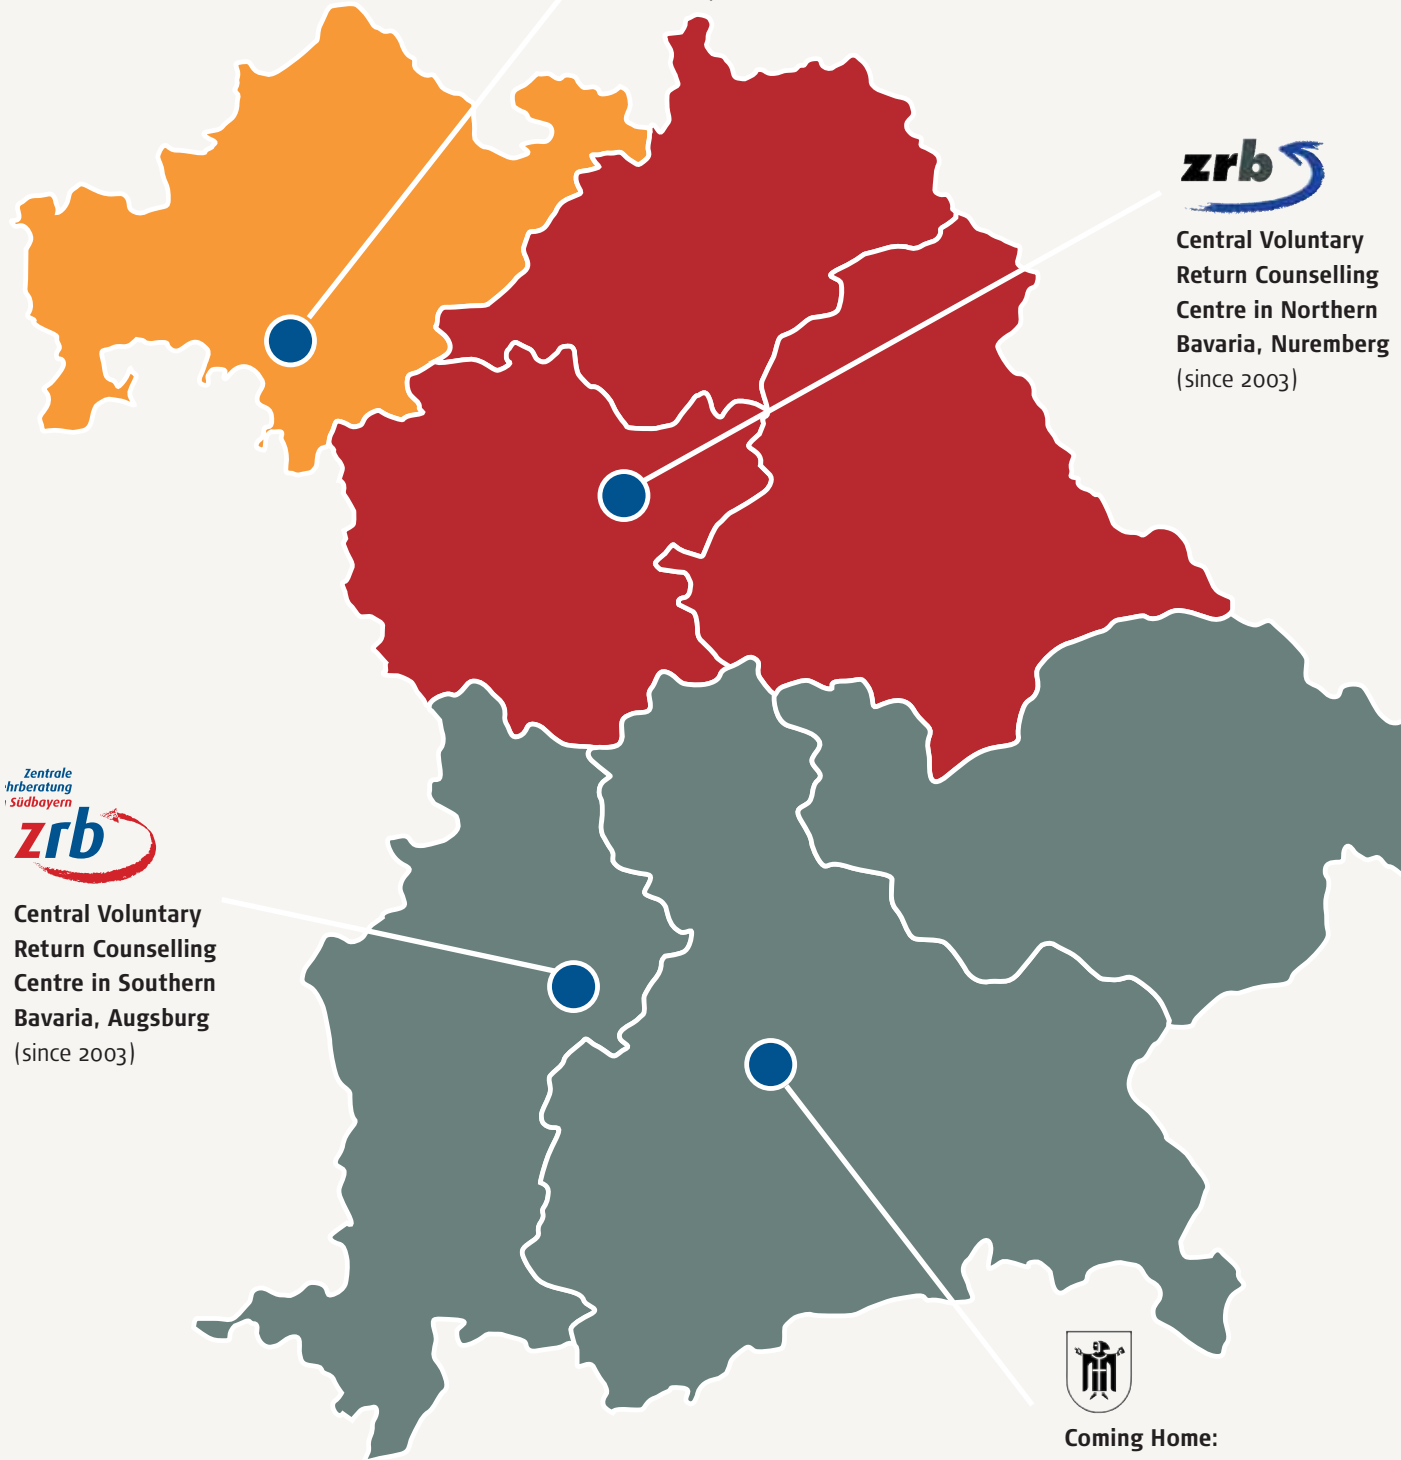 zrb
Central Voluntary
Return Counselling
Centre in Northern
Bavaria, Nuremberg
(since 2003)
Zentrale
hrberatung
Südbayern
zrb
Central Voluntary
Return Counselling
Centre in Southern
Bavaria, Augsburg
(since 2003)
Coming Home: